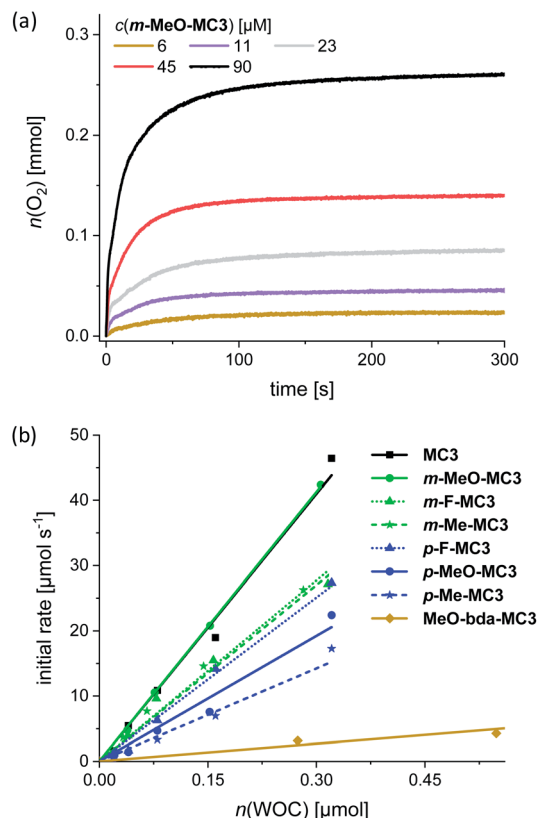 (a)
c(m-MeO-MC3) [µM]
6 11 23
45 90
0.3
0.2
0.1
0.0
n(O₂) [mmol]
0 100 200 300
time [s]
(b)
50
40
30
20
10
0
initial rate [µmol s⁻¹]
MC3
m-MeO-MC3
m-F-MC3
m-Me-MC3
p-F-MC3
p-MeO-MC3
p-Me-MC3
MeO-bda-MC3
0.00 0.15 0.30 0.45
n(WOC) [µmol]